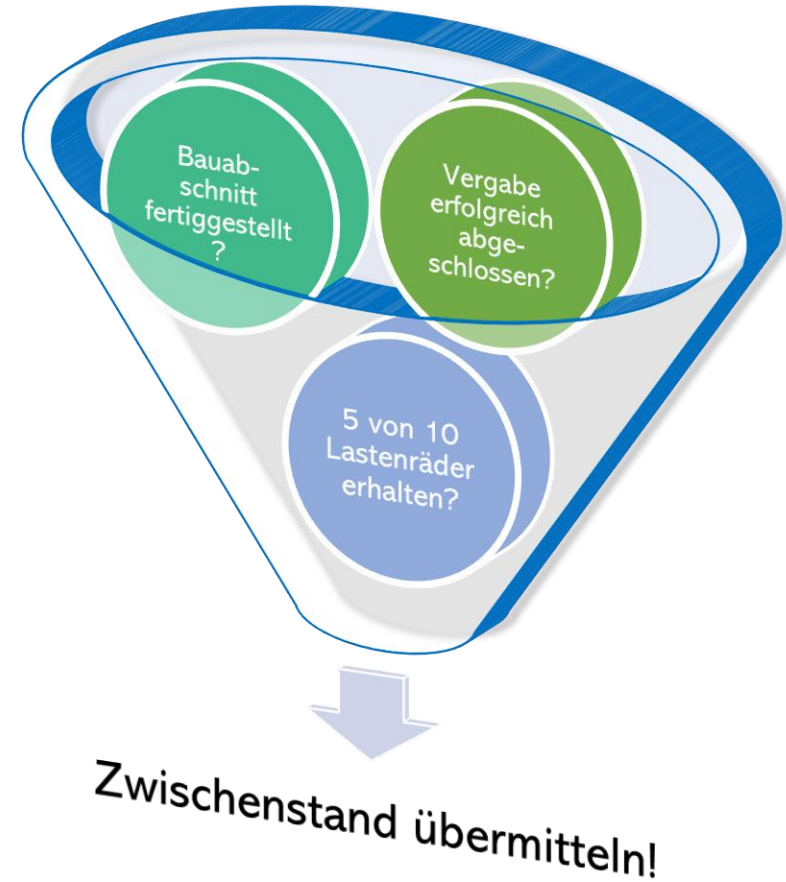 Bauab-
schnitt
fertiggestellt
?
Vergabe
erfolgreich
abge-
schlossen?
5 von 10
Lastenräder
erhalten?
Zwischenstand übermitteln!